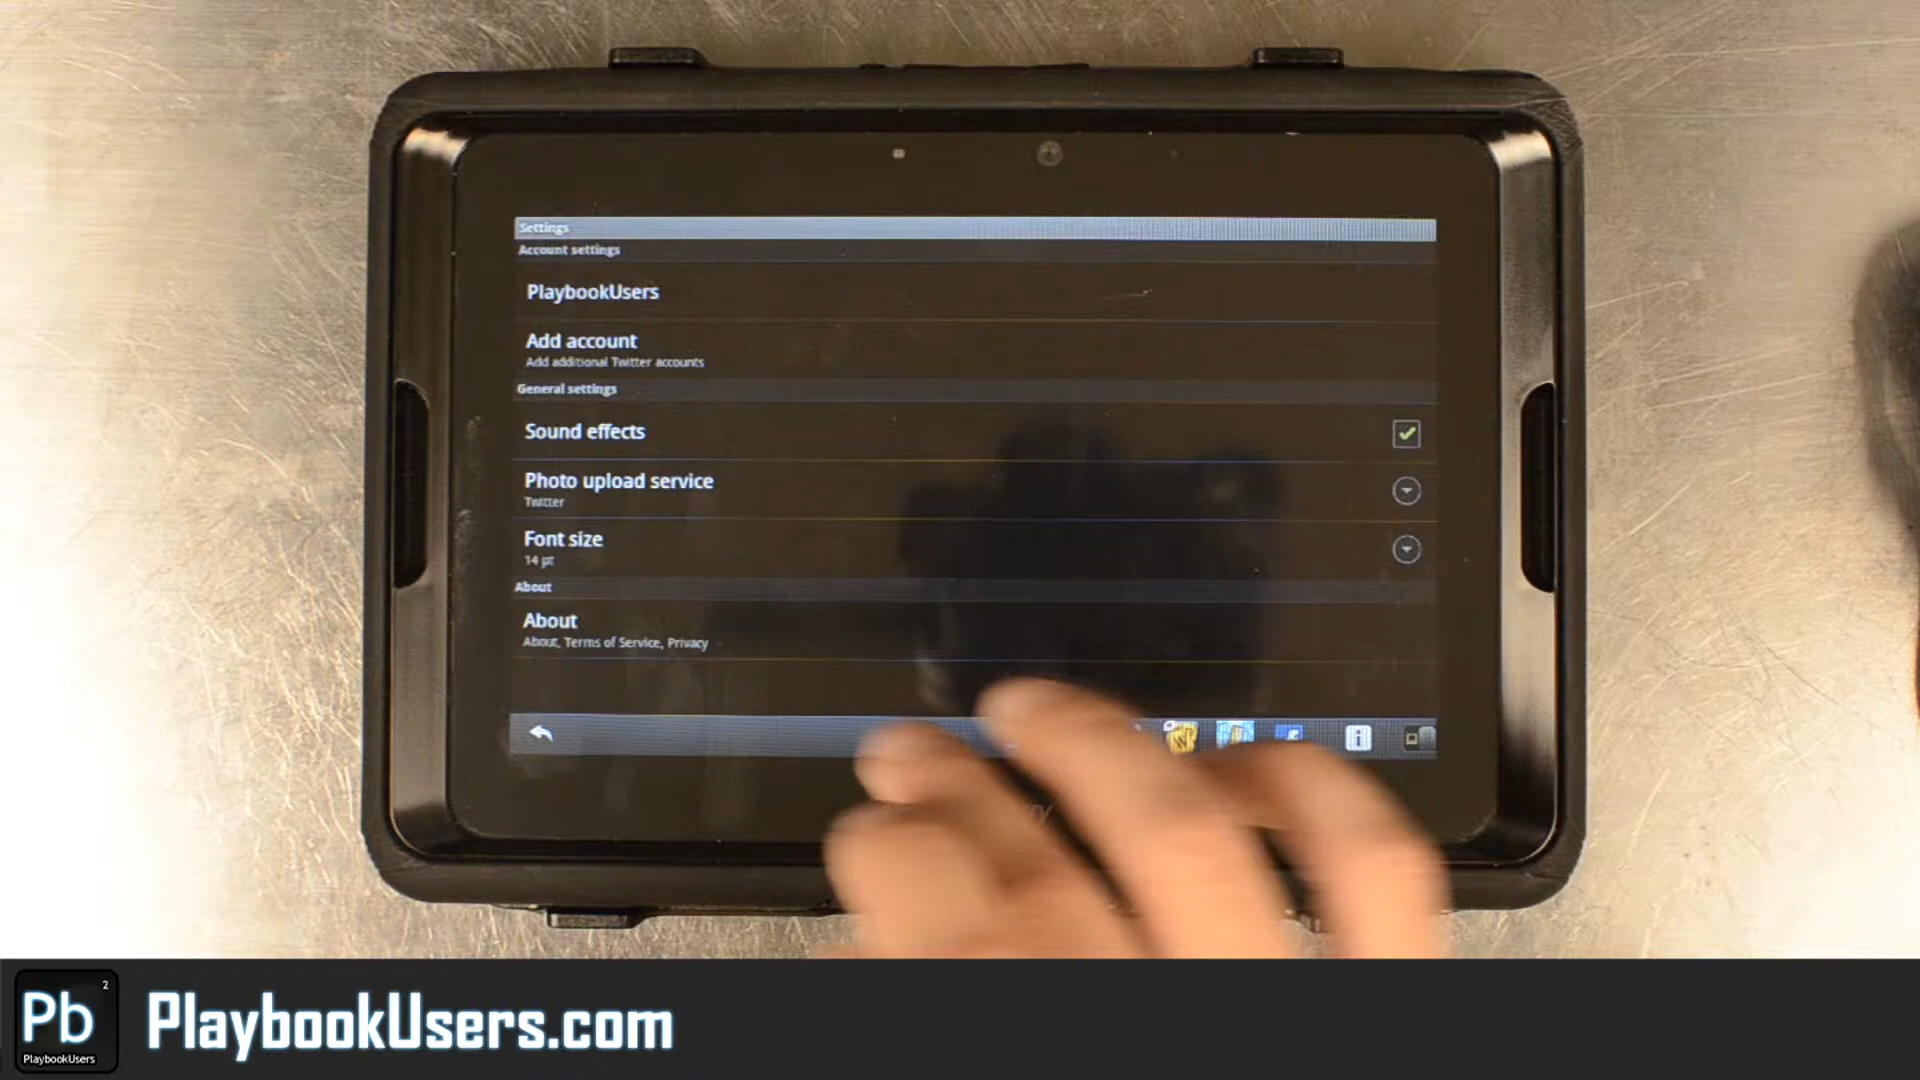 Settings
Account settings
PlaybookUsers
Add account
Add additional Twitter accounts
General settings
Sound effects
Photo upload service
Twitter
Font size
14 pt
About
About
About, Terms of Service, Privacy
Pb 2
PlaybookUsers
PlaybookUsers.com